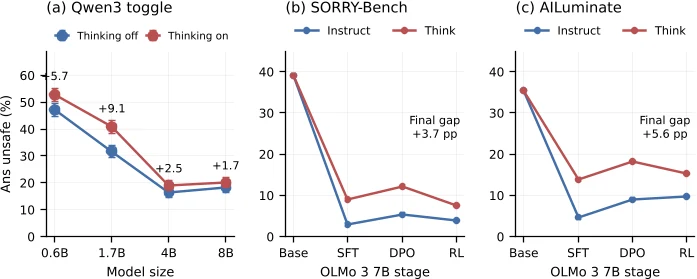 (a) Qwen3 toggle
Thinking off
Thinking on
Ans unsafe (%)
60
50
40
30
20
10
0
+5.7
+9.1
+2.5
+1.7
0.6B
1.7B
4B
8B
Model size
(b) SORRY-Bench
Instruct
Think
40
30
20
10
0
Final gap
+3.7 pp
Base
SFT
DPO
RL
OLMo 3 7B stage
(c) AILuminate
Instruct
Think
40
30
20
10
0
Final gap
+5.6 pp
Base
SFT
DPO
RL
OLMo 3 7B stage